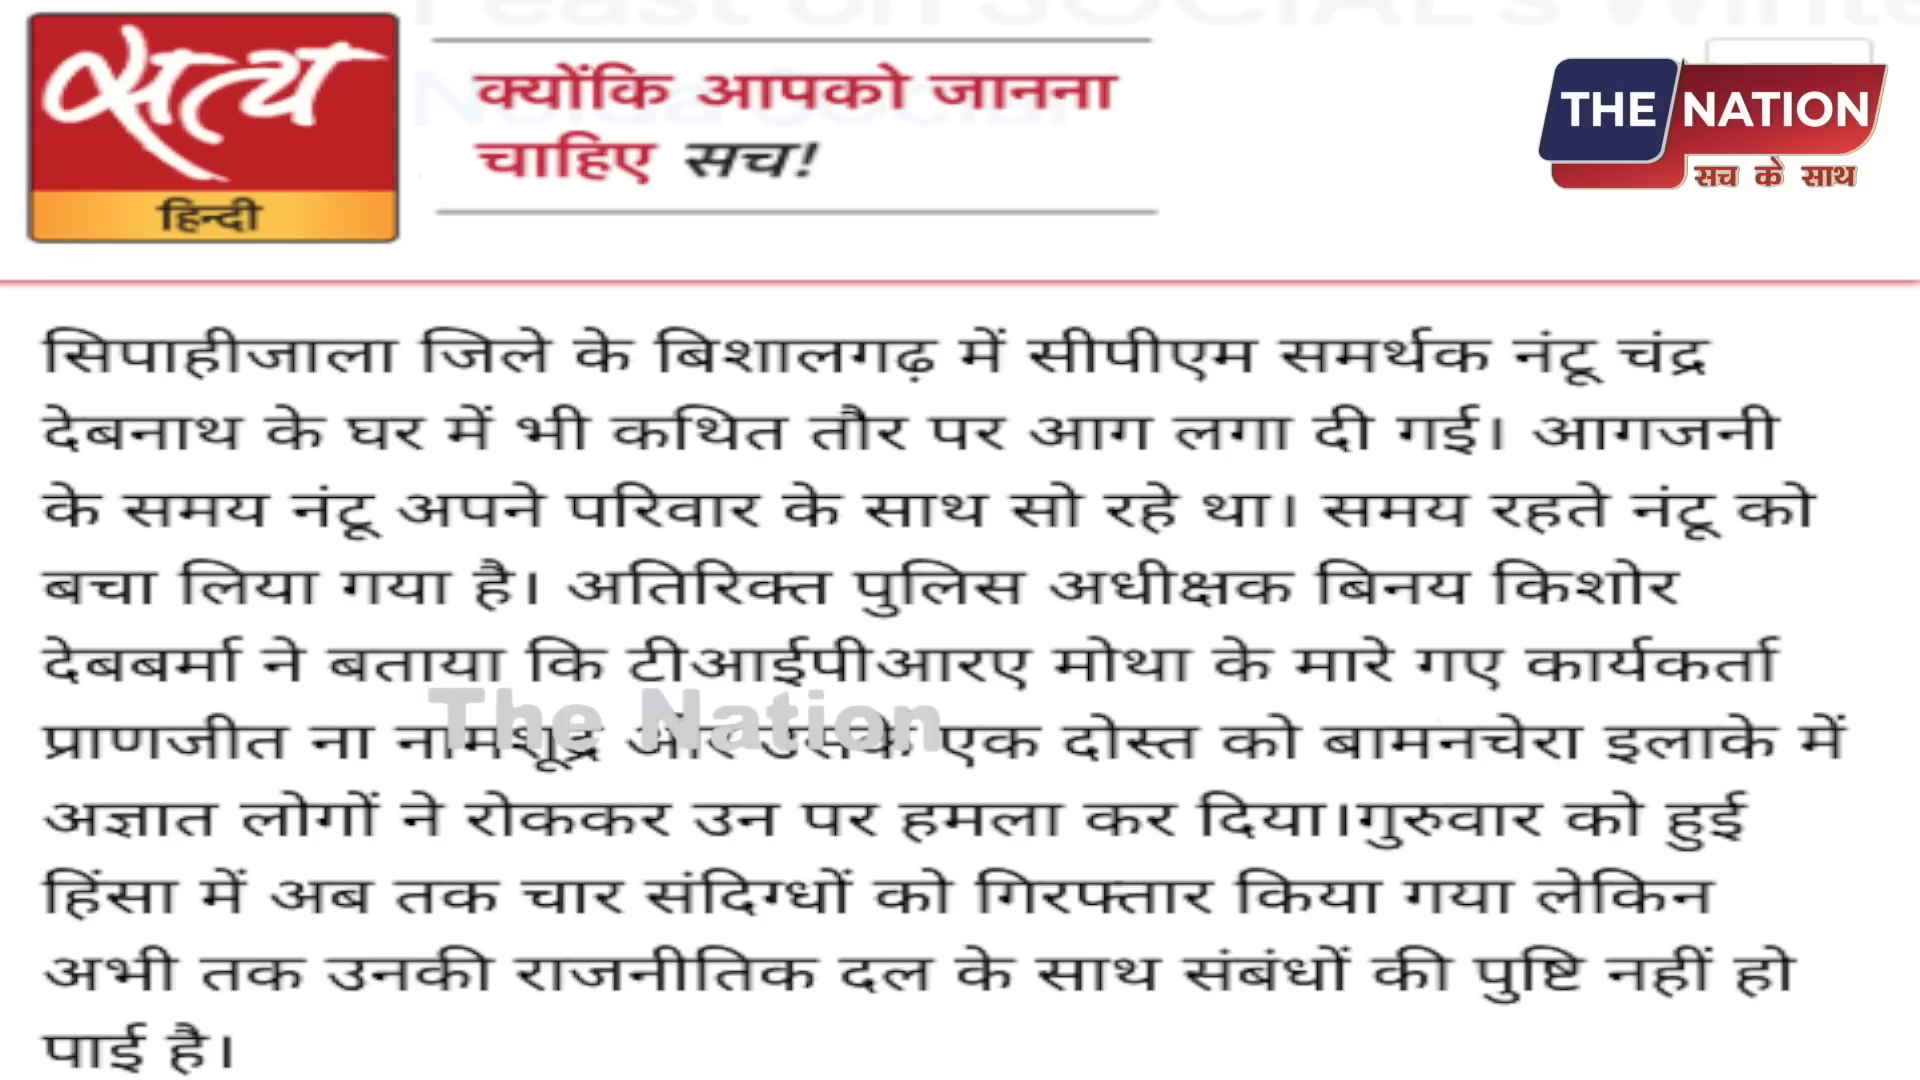 सत्य
हिन्दी
क्योंकि आपको जानना
चाहिए सच!
THE NATION
सच के साथ
सिपाहीजाला जिले के बिशालगढ़ में सीपीएम समर्थक नंटू चंद्र
देबनाथ के घर में भी कथित तौर पर आग लगा दी गई। आगजनी
के समय नंटू अपने परिवार के साथ सो रहे था। समय रहते नंटू को
बचा लिया गया है। अतिरिक्त पुलिस अधीक्षक बिनय किशोर
देबबर्मा ने बताया कि टीआईपीआरए मोथा के मारे गए कार्यकर्ता
The Nation
प्राणजीत ना नामशूद्र और उसके एक दोस्त को बामनचेरा इलाके में
अज्ञात लोगों ने रोककर उन पर हमला कर दिया।गुरुवार को हुई
हिंसा में अब तक चार संदिग्धों को गिरफ्तार किया गया लेकिन
अभी तक उनकी राजनीतिक दल के साथ संबंधों की पुष्टि नहीं हो
पाई है।